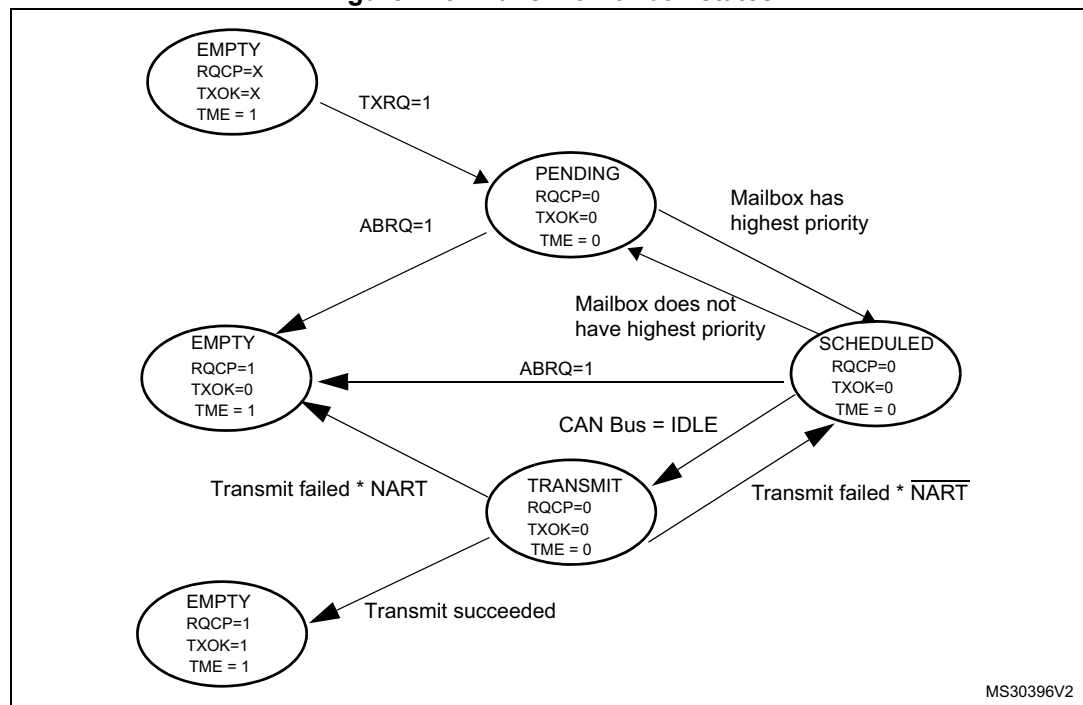 EMPTY
RQCP=X
TXOK=X
TME = 1
TXRQ=1
PENDING
RQCP=0
TXOK=0
TME = 0
Mailbox has
highest priority
ABRQ=1
Mailbox does not
have highest priority
EMPTY
RQCP=1
TXOK=0
TME = 1
ABRQ=1
SCHEDULED
RQCP=0
TXOK=0
TME = 0
CAN Bus = IDLE
Transmit failed * NART
TRANSMIT
RQCP=0
TXOK=0
TME = 0
Transmit failed * N̅A̅R̅T̅
EMPTY
RQCP=1
TXOK=1
TME = 1
Transmit succeeded
MS30396V2